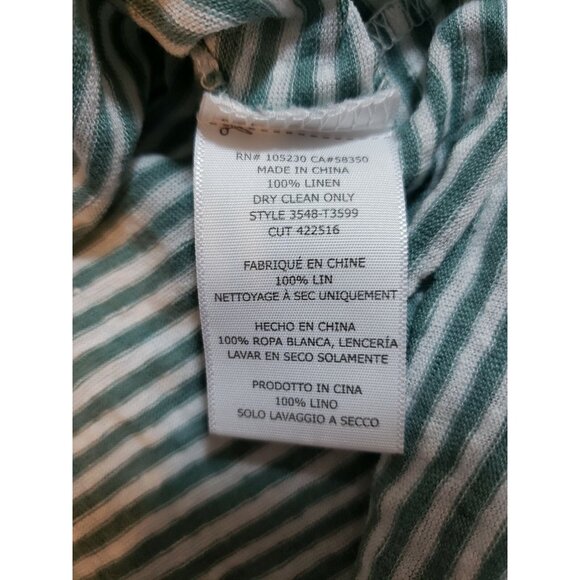 RN# 105230 CA#58350
MADE IN CHINA
100% LINEN
DRY CLEAN ONLY
STYLE 3548-T3599
CUT 422516
FABRIQUÉ EN CHINE
100% LIN
NETTOYAGE À SEC UNIQUEMENT
HECHO EN CHINA
100% ROPA BLANCA, LENCERÍA
LAVAR EN SECO SOLAMENTE
PRODOTTO IN CINA
100% LINO
SOLO LAVAGGIO A SECCO